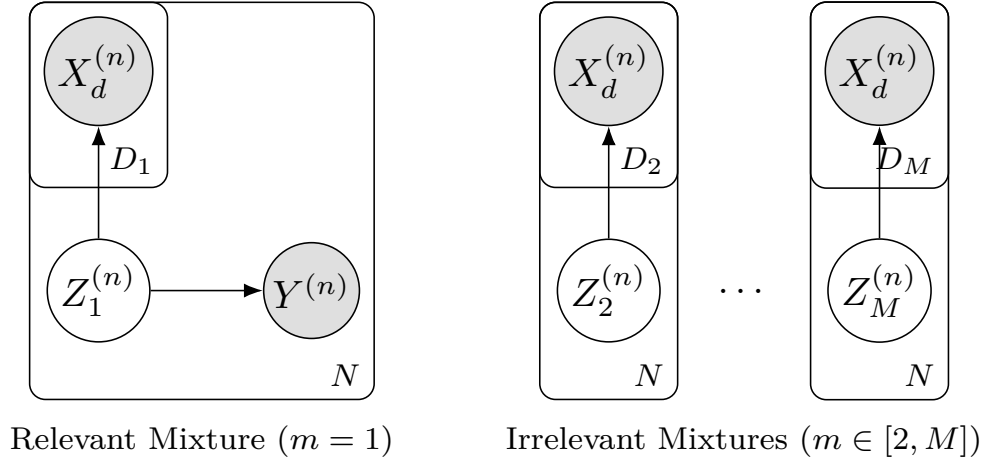 X_d^{(n)} X_d^{(n)} X_d^{(n)}
D_1 D_2 D_M
Z_1^{(n)} Y^{(n)} Z_2^{(n)} ⋯ Z_M^{(n)}
N N N
Relevant Mixture (m = 1) Irrelevant Mixtures (m ∈ [2, M])